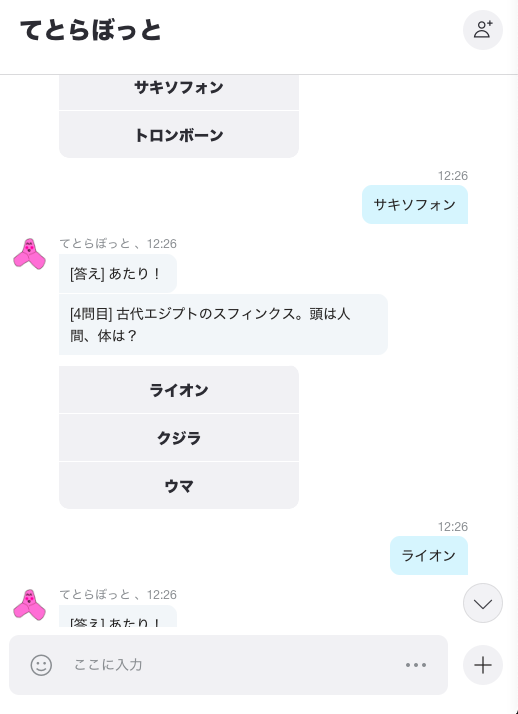 てとらぼっと
サキソフォン
トロンボーン
12:26
サキソフォン
てとらぼっと 、12:26
[答え] あたり！
[4問目] 古代エジプトのスフィンクス。頭は人
間、体は？
ライオン
クジラ
ウマ
12:26
ライオン
てとらぼっと 、12:26
[答え] あたり！
ここに入力